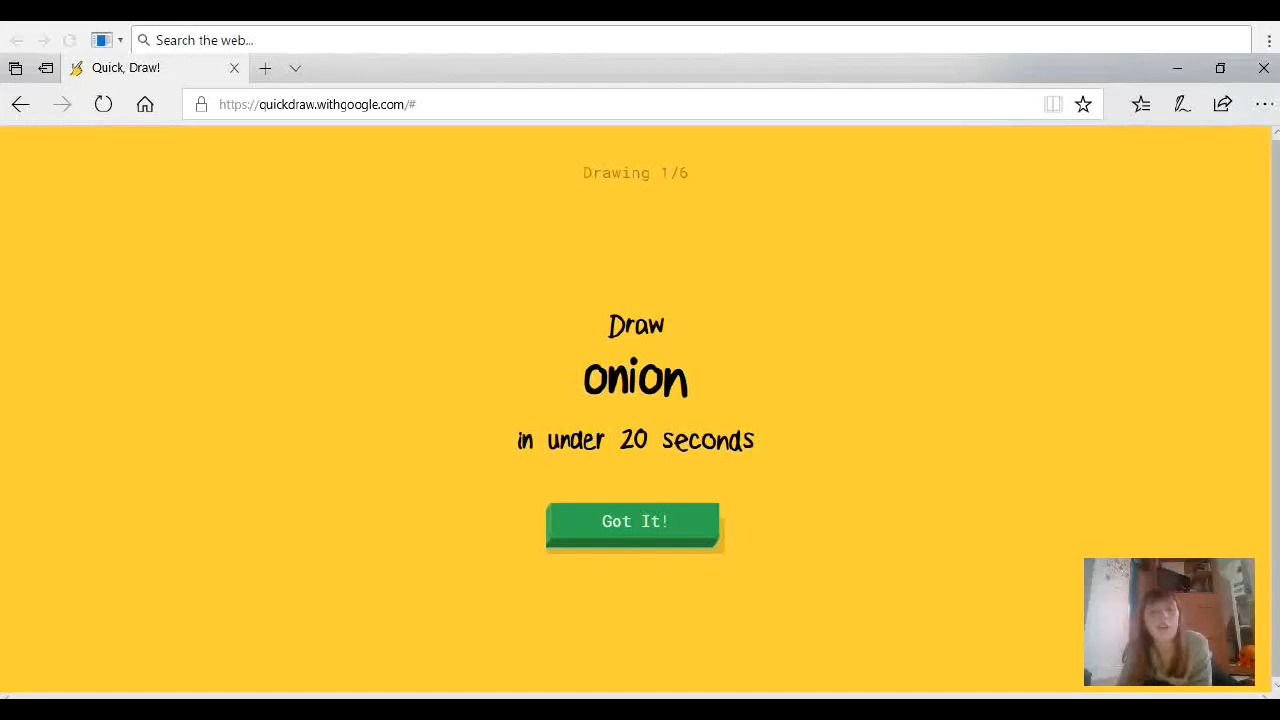 Search the web...
Quick, Draw!
https://quickdraw.withgoogle.com/#
Drawing 1/6
Draw
onion
in under 20 seconds
Got It!